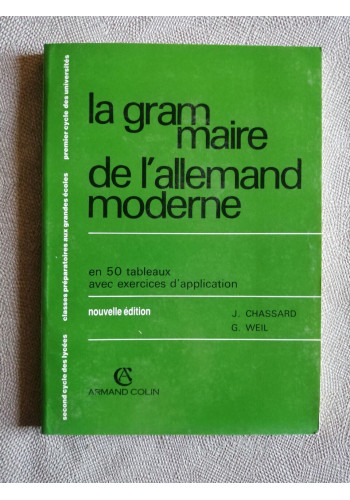 la gram
maire
de l'allemand
moderne
en 50 tableaux
avec exercices d'application
nouvelle édition
J. CHASSARD
G. WEIL
AC
ARMAND COLIN
second cycle des lycées
classes préparatoires aux grandes écoles
premier cycle des universités